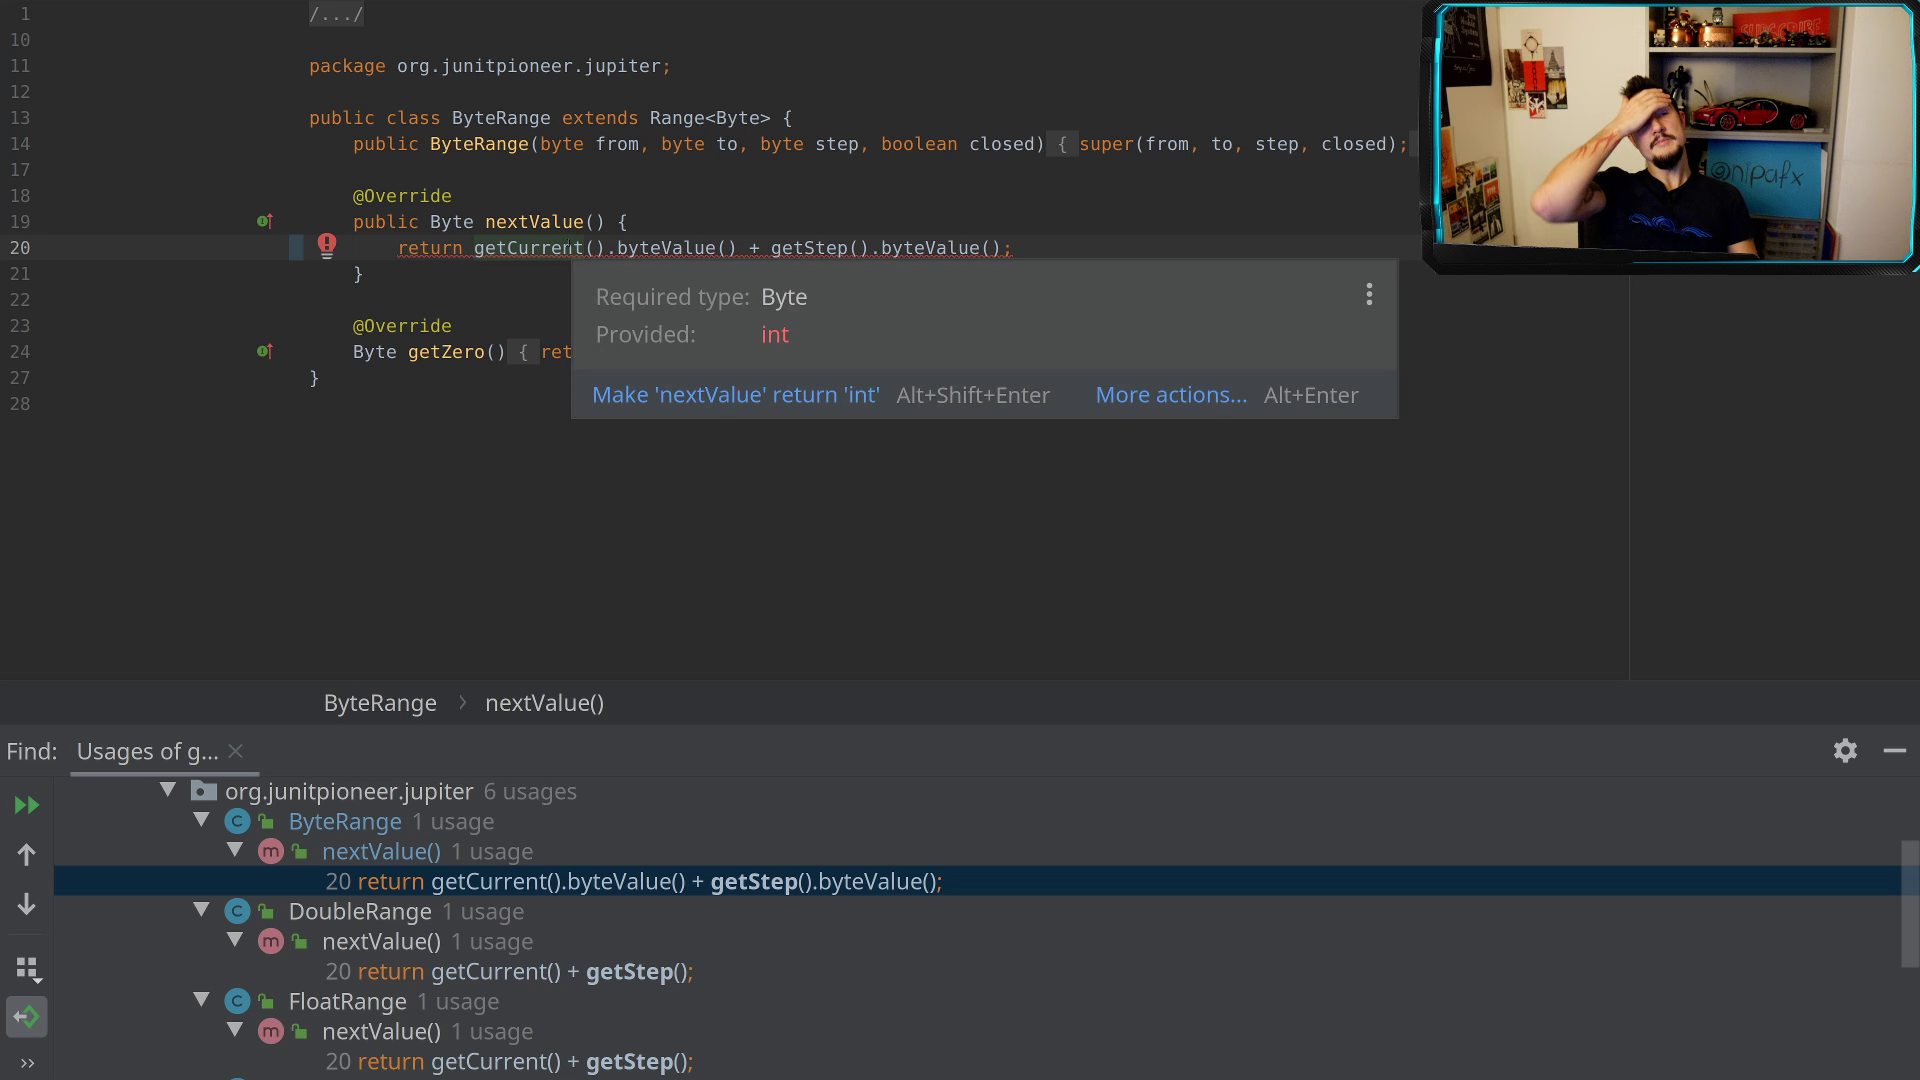 1 /.../
10
11 package org.junitpioneer.jupiter;
12
13 public class ByteRange extends Range<Byte> {
14 public ByteRange(byte from, byte to, byte step, boolean closed) { super(from, to, step, closed);
17
18 @Override
19 public Byte nextValue() {
20 return getCurrent().byteValue() + getStep().byteValue();
21 }
22
23 @Override
24 Byte getZero() { ret
27 }
28
Required type: Byte
Provided: int
Make 'nextValue' return 'int' Alt+Shift+Enter More actions... Alt+Enter
SUBSCRIBE
@nipafx
ByteRange > nextValue()
Find: Usages of g... ×
org.junitpioneer.jupiter 6 usages
C ByteRange 1 usage
m nextValue() 1 usage
20 return getCurrent().byteValue() + getStep().byteValue();
C DoubleRange 1 usage
m nextValue() 1 usage
20 return getCurrent() + getStep();
C FloatRange 1 usage
m nextValue() 1 usage
20 return getCurrent() + getStep();